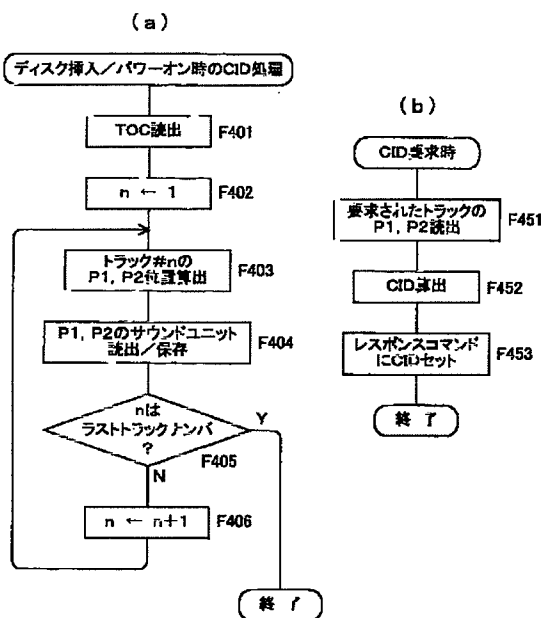 (a)
ディスク挿入／パワーオン時のCID処理
TOC読出
F401
n ← 1
F402
トラック#nの
P1, P2位置算出
F403
P1, P2のサウンドユニット
読出／保存
F404
nは
ラストトラックナンバ
?
F405
Y
N
n ← n+1
F406
終 了
(b)
CID要求時
要求されたトラックの
P1, P2読出
F451
CID算出
F452
レスポンスコマンド
にCIDセット
F453
終 了